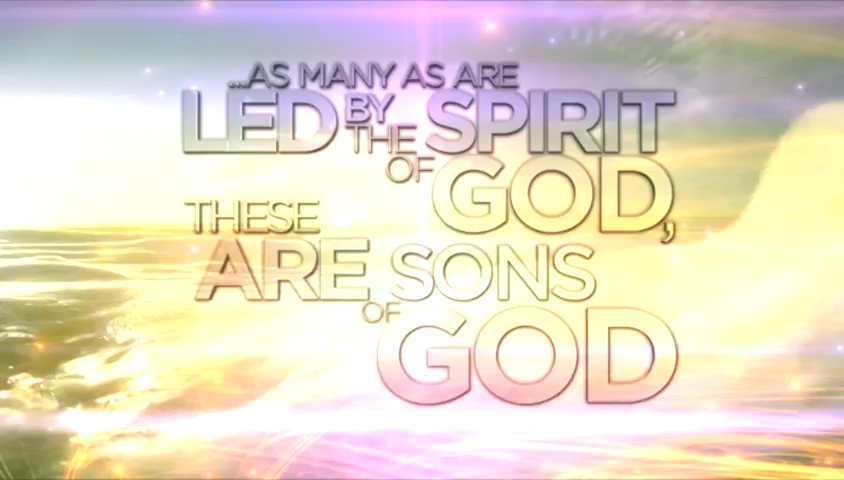 ...AS MANY AS ARE
LED BY THE SPIRIT
OF GOD,
THESE
ARE SONS
OF GOD